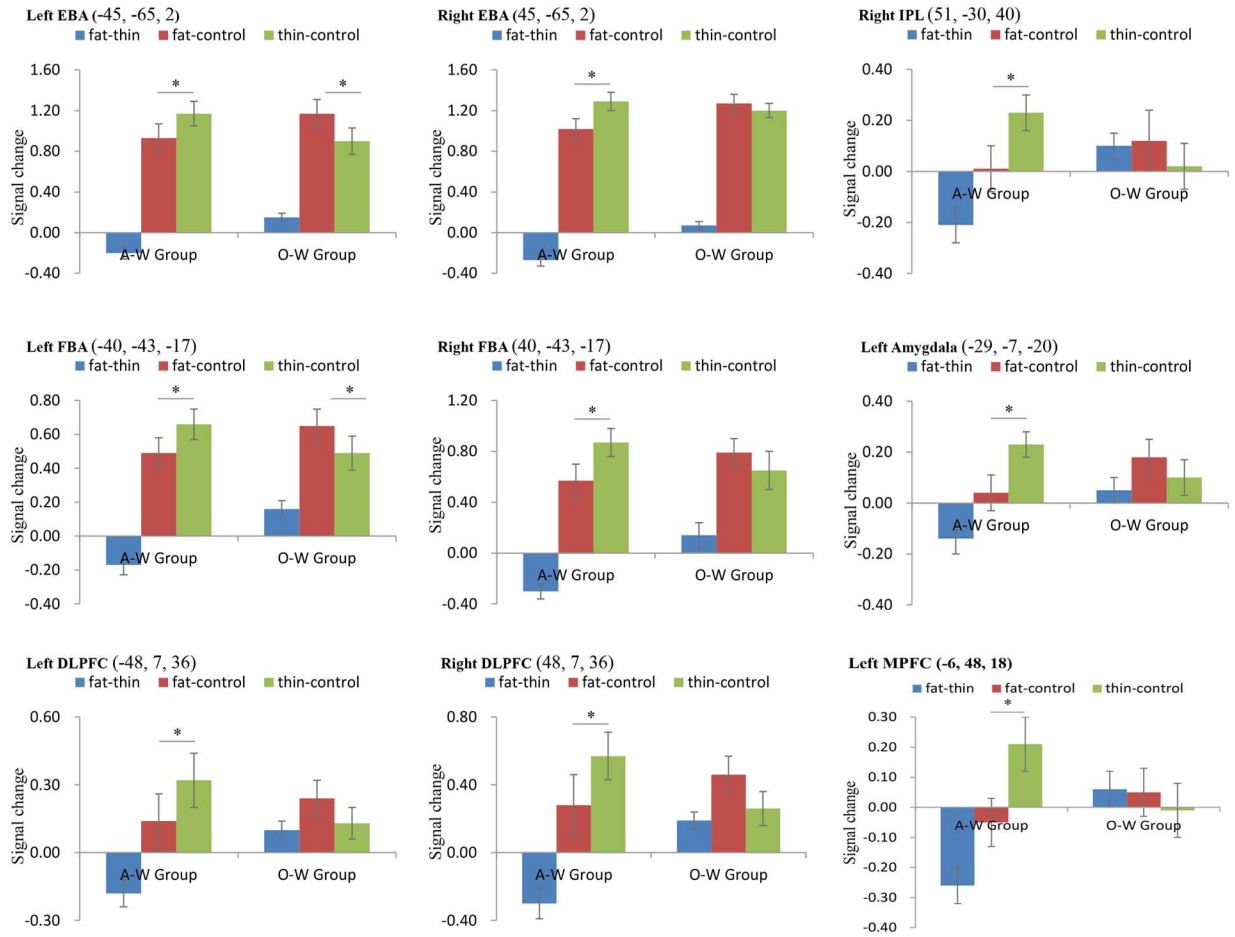 Left EBA (-45, -65, 2)
fat-thin fat-control thin-control
1.60
1.20
0.80
0.40
0.00
-0.40
Signal change
* *
A-W Group O-W Group
Right EBA (45, -65, 2)
fat-thin fat-control thin-control
1.60
1.20
0.80
0.40
0.00
-0.40
Signal change
*
A-W Group O-W Group
Right IPL (51, -30, 40)
fat-thin fat-control thin-control
0.40
0.20
0.00
-0.20
-0.40
Signal change
*
A-W Group O-W Group
Left FBA (-40, -43, -17)
fat-thin fat-control thin-control
0.80
0.60
0.40
0.20
0.00
-0.20
-0.40
Signal change
* *
A-W Group O-W Group
Right FBA (40, -43, -17)
fat-thin fat-control thin-control
1.20
0.80
0.40
0.00
-0.40
Signal change
*
A-W Group O-W Group
Left Amygdala (-29, -7, -20)
fat-thin fat-control thin-control
0.40
0.20
0.00
-0.20
-0.40
Signal change
*
A-W Group O-W Group
Left DLPFC (-48, 7, 36)
fat-thin fat-control thin-control
0.60
0.30
0.00
-0.30
Signal change
*
A-W Group O-W Group
Right DLPFC (48, 7, 36)
fat-thin fat-control thin-control
0.80
0.40
0.00
-0.40
Signal change
*
A-W Group O-W Group
Left MPFC (-6, 48, 18)
fat-thin fat-control thin-control
0.30
0.20
0.10
0.00
-0.10
-0.20
-0.30
-0.40
Signal change
*
A-W Group O-W Group